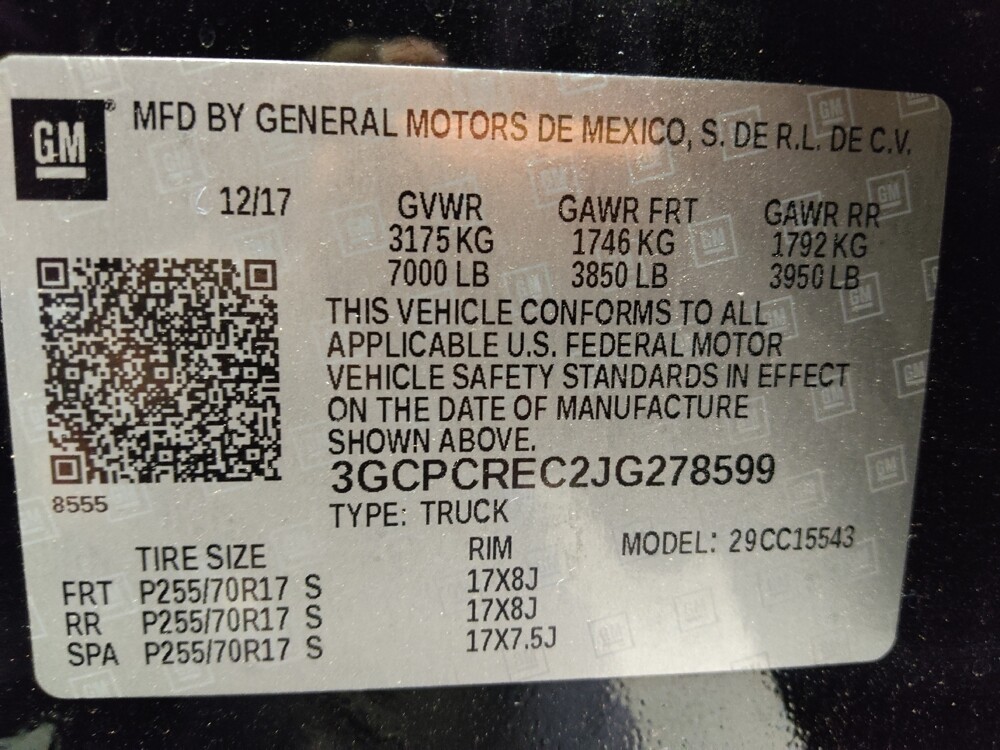 GM® MFD BY GENERAL MOTORS DE MEXICO, S. DE R.L. DE C.V.
12/17 GVWR GAWR FRT GAWR RR
3175 KG 1746 KG 1792 KG
7000 LB 3850 LB 3950 LB
THIS VEHICLE CONFORMS TO ALL
APPLICABLE U.S. FEDERAL MOTOR
VEHICLE SAFETY STANDARDS IN EFFECT
ON THE DATE OF MANUFACTURE
SHOWN ABOVE.
3GCPCREC2JG278599
8555
TYPE: TRUCK
TIRE SIZE RIM MODEL: 29CC15543
FRT P255/70R17 S 17X8J
RR P255/70R17 S 17X8J
SPA P255/70R17 S 17X7.5J